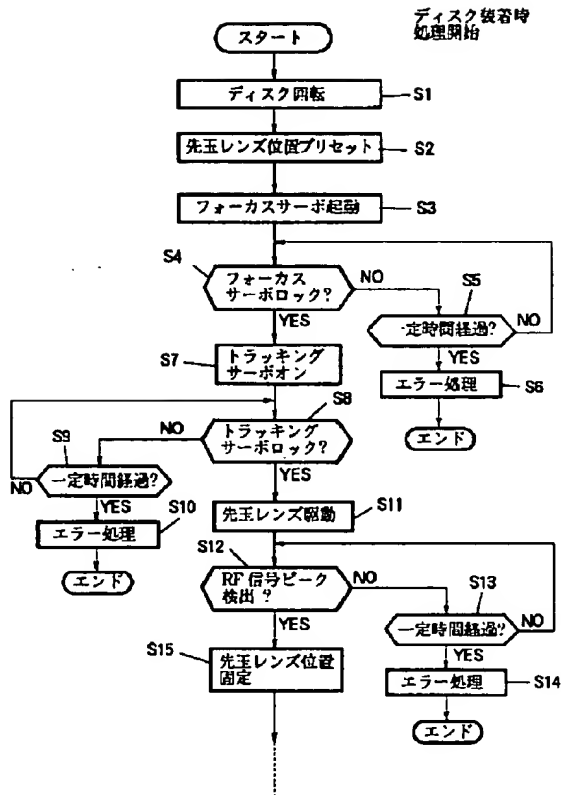 ディスク装着時
処理開始
スタート
ディスク回転
S1
先玉レンズ位置プリセット
S2
フォーカスサーボ起動
S3
S4
フォーカス
サーボロック?
NO
S5
一定時間経過?
NO
YES
YES
S7
トラッキング
サーボオン
エラー処理
S6
エンド
S8
トラッキング
サーボロック?
NO
S9
一定時間経過?
NO
YES
YES
S10
エラー処理
エンド
先玉レンズ駆動
S11
S12
RF信号ピーク
検出?
NO
S13
一定時間経過?
NO
YES
YES
S15
先玉レンズ位置
固定
エラー処理
S14
エンド